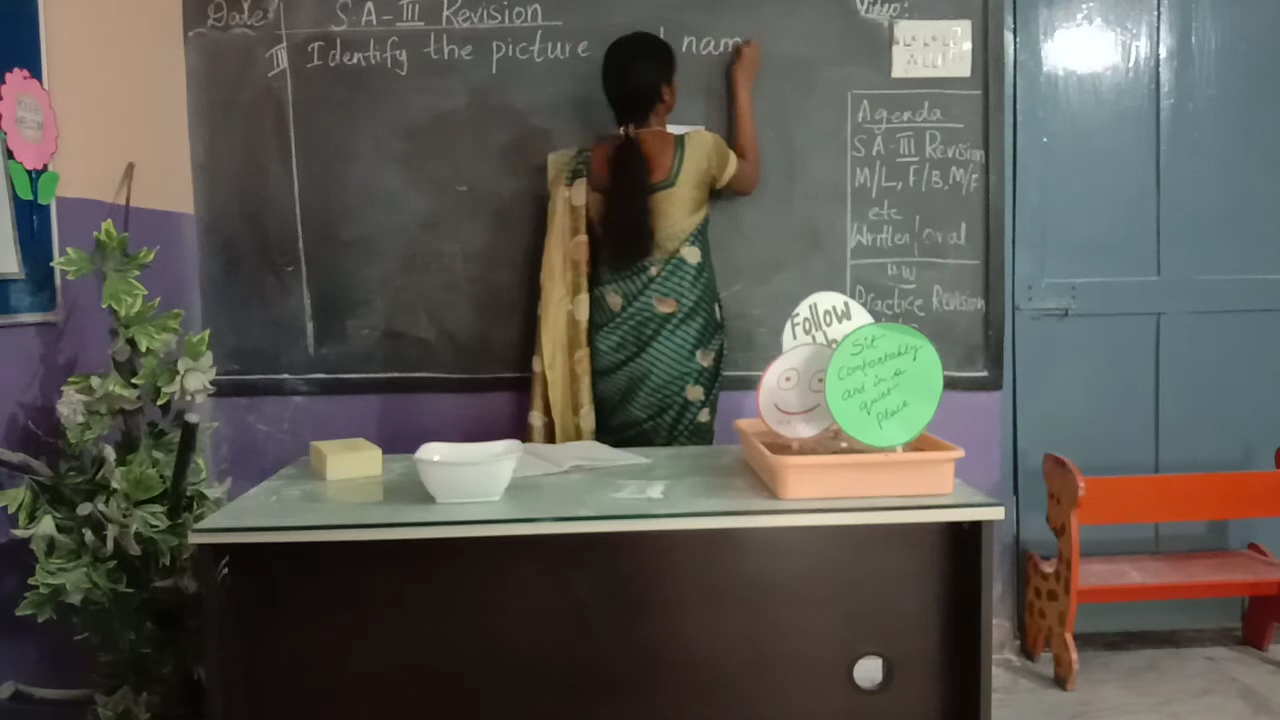 Date:
S.A-III Revision
III Identify the picture nam
Video:
Agenda
SA-III Revision
M/L, F/B, M/F
etc
Written/oral
HW
Practice Revision
Follow
Sit
comfortably
and in a
quiet
place